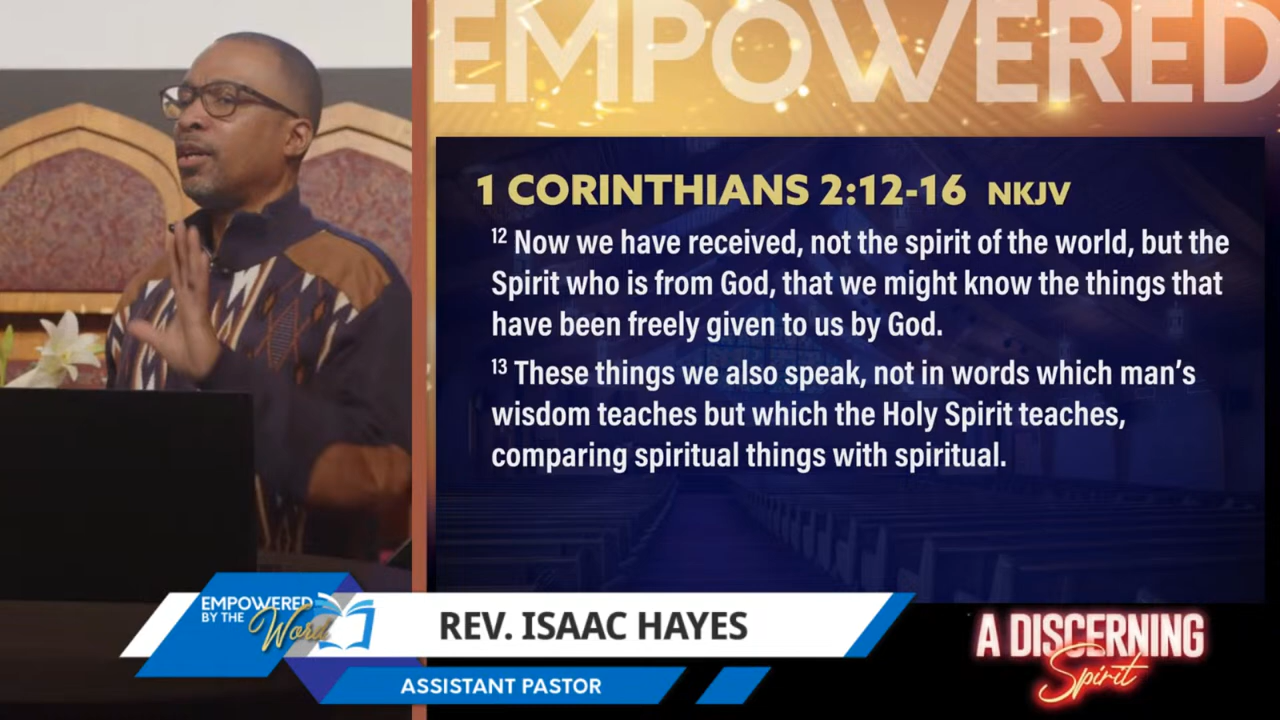 EMPOWERED
1 CORINTHIANS 2:12-16 NKJV
12 Now we have received, not the spirit of the world, but the
Spirit who is from God, that we might know the things that
have been freely given to us by God.
13 These things we also speak, not in words which man's
wisdom teaches but which the Holy Spirit teaches,
comparing spiritual things with spiritual.
EMPOWERED
BY THE
Word
REV. ISAAC HAYES
ASSISTANT PASTOR
A DISCERNING
Spirit